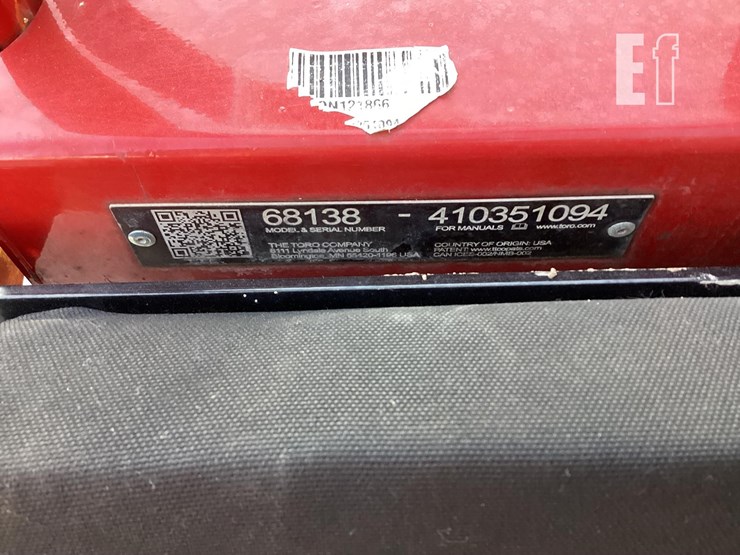 Ef
68138 - 410351094
MODEL & SERIAL NUMBER FOR MANUALS www.toro.com
THE TORO COMPANY COUNTRY OF ORIGIN: USA
8111 Lyndale Avenue South PATENT: www.ttcopats.com
Bloomington, MN 55420-1196 USA CAN ICES-002/NMB-002